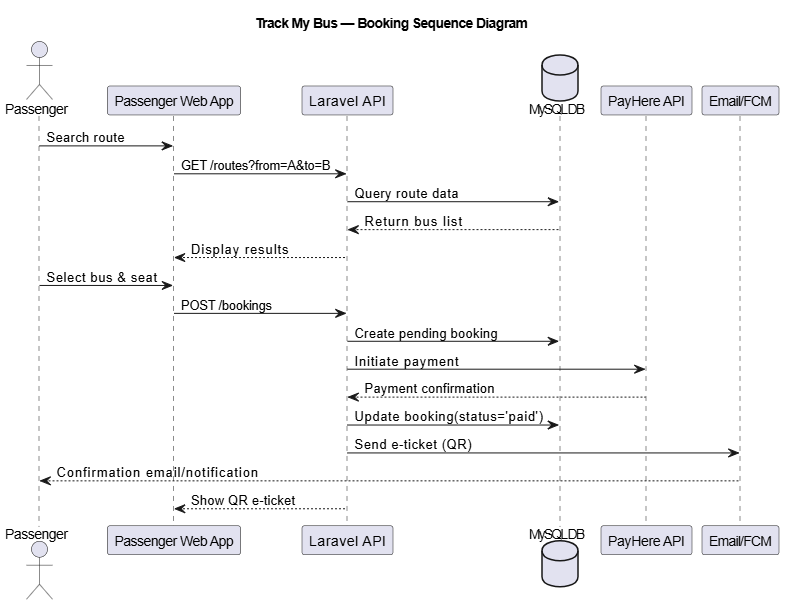 Track My Bus — Booking Sequence Diagram
Passenger
Passenger Web App
Laravel API
MySQLDB
PayHere API
Email/FCM
Search route
GET /routes?from=A&to=B
Query route data
Return bus list
Display results
Select bus & seat
POST /bookings
Create pending booking
Initiate payment
Payment confirmation
Update booking(status='paid')
Send e-ticket (QR)
Confirmation email/notification
Show QR e-ticket
Passenger
Passenger Web App
Laravel API
MySQLDB
PayHere API
Email/FCM